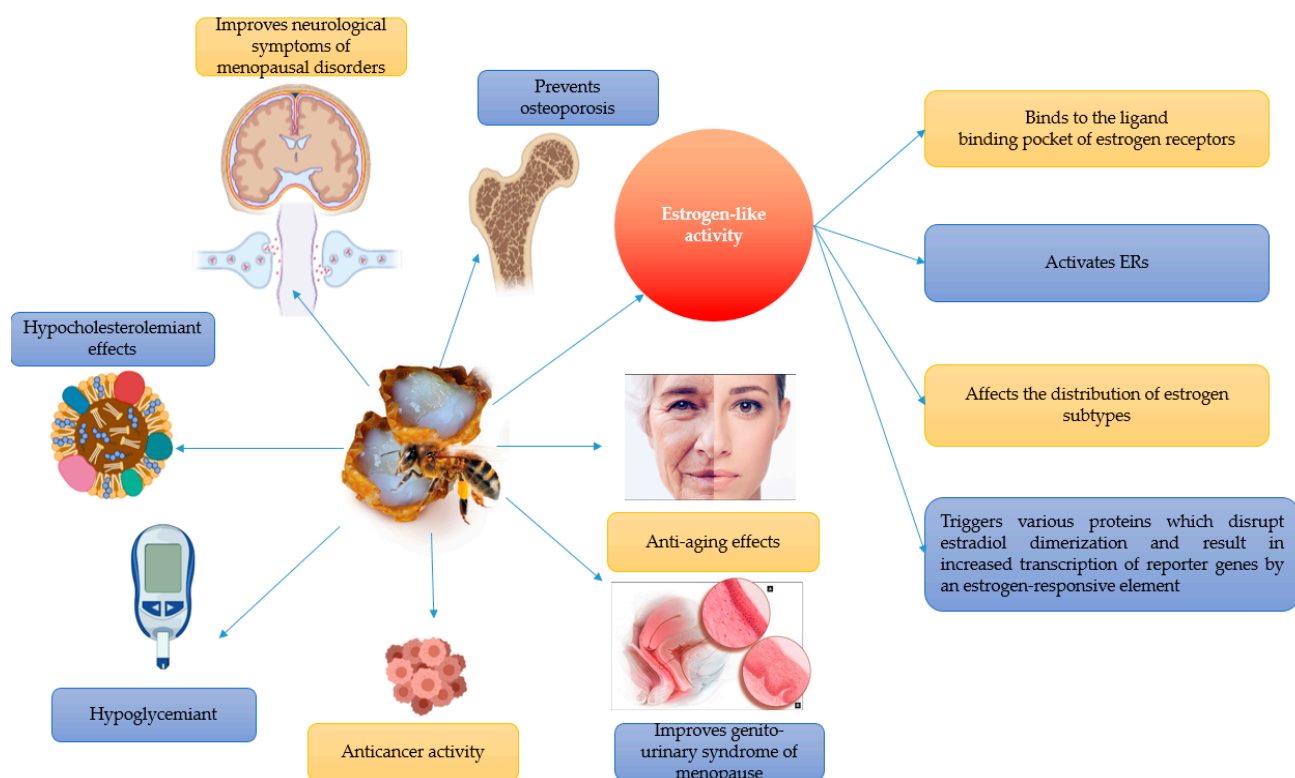 Improves neurological
symptoms of
menopausal disorders
Prevents
osteoporosis
Estrogen-like
activity
Binds to the ligand
binding pocket of estrogen receptors
Activates ERs
Affects the distribution of estrogen
subtypes
Triggers various proteins which disrupt
estradiol dimerization and result in
increased transcription of reporter genes by
an estrogen-responsive element
Hypocholesterolemiant
effects
Anti-aging effects
Hypoglycemiant
Anticancer activity
A
B
Improves genito-
urinary syndrome of
menopause